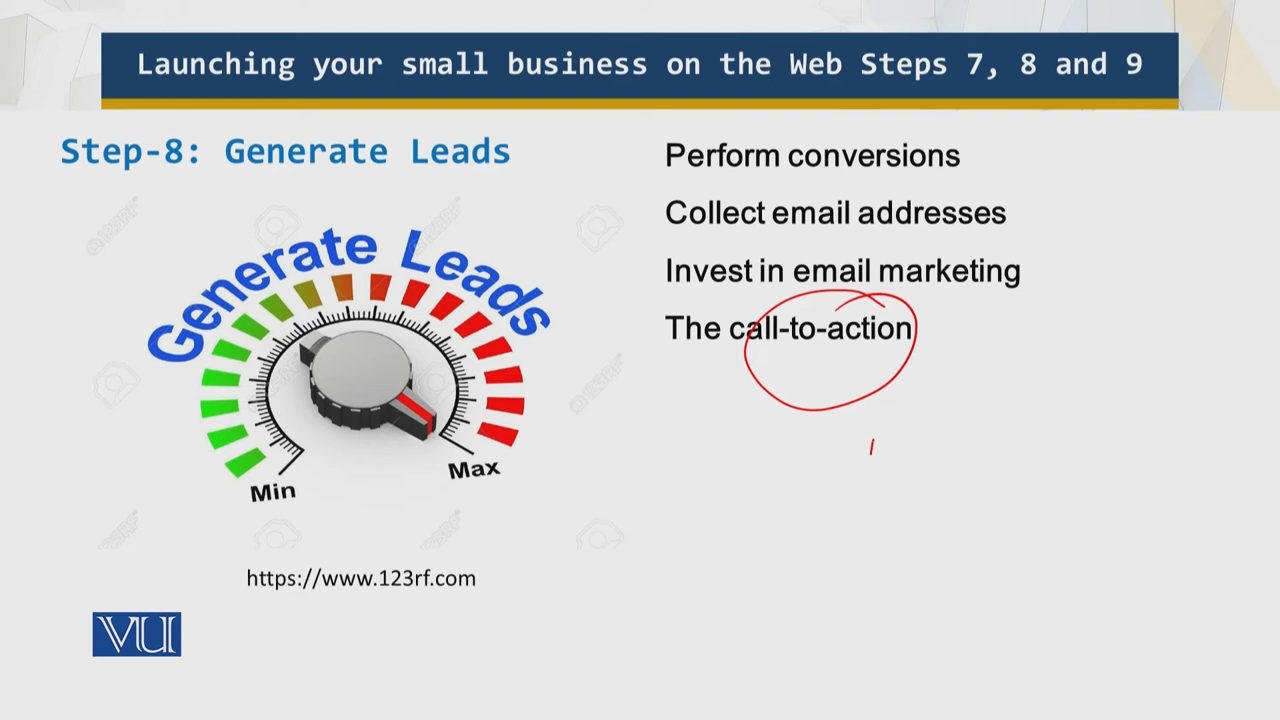 Launching your small business on the Web Steps 7, 8 and 9
Step-8: Generate Leads
Generate Leads
Min
Max
https://www.123rf.com
VU
Perform conversions
Collect email addresses
Invest in email marketing
The call-to-action